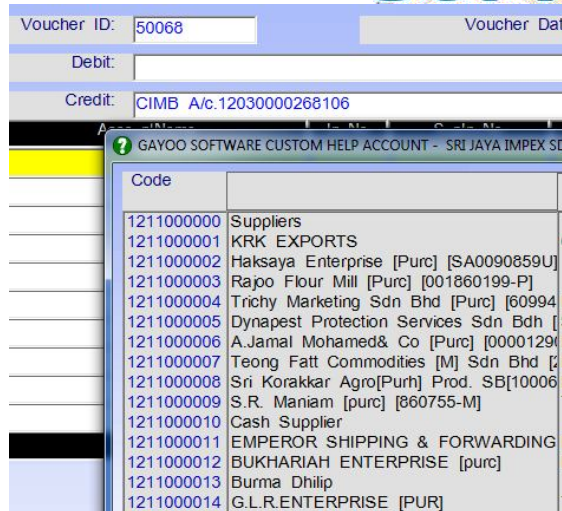 Voucher ID: 50068 Voucher Dat
Debit:
Credit: CIMB A/c.12030000268106
GAYOO SOFTWARE CUSTOM HELP ACCOUNT - SRI JAYA IMPEX SD
Code
1211000000 Suppliers
1211000001 KRK EXPORTS
1211000002 Haksaya Enterprise [Purc] [SA0090859U]
1211000003 Rajoo Flour Mill [Purc] [001860199-P]
1211000004 Trichy Marketing Sdn Bhd [Purc] [60994
1211000005 Dynapest Protection Services Sdn Bdh [
1211000006 A.Jamal Mohamed& Co [Purc] [0000129
1211000007 Teong Fatt Commodities [M] Sdn Bhd [2
1211000008 Sri Korakkar Agro[Purh] Prod. SB[10006
1211000009 S.R. Maniam [purc] [860755-M]
1211000010 Cash Supplier
1211000011 EMPEROR SHIPPING & FORWARDING
1211000012 BUKHARIAH ENTERPRISE [purc]
1211000013 Burma Dhilip
1211000014 G.L.R.ENTERPRISE [PUR]